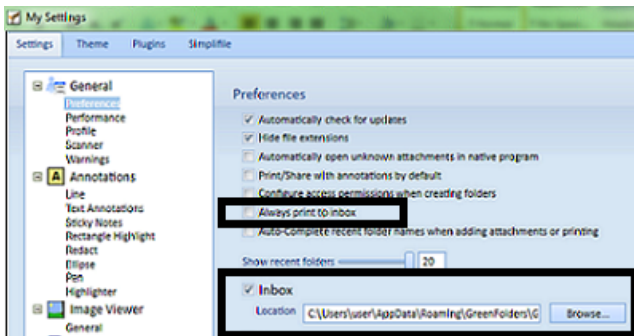 My Settings
Settings Theme Plugins Simplifile
General
Preferences
Performance
Profile
Scanner
Warnings
Annotations
Line
Text Annotations
Sticky Notes
Rectangle Highlight
Redact
Ellipse
Pen
Highlighter
Image Viewer
General
Preferences
Automatically check for updates
Hide file extensions
Automatically open unknown attachments in native program
Print/Share with annotations by default
Configure access permissions when creating folders
Always print to inbox
Auto-Complete recent folder names when adding attachments or printing
Show recent folders 20
Inbox
Location C:\Users\user\AppData\Roaming\GreenFolders\G Browse...